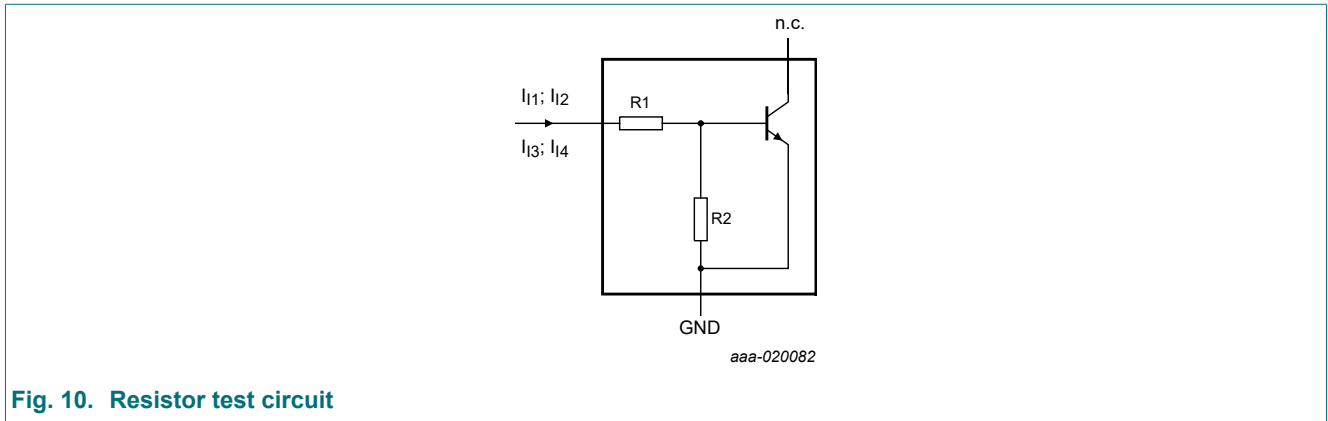 n.c.
II1; II2
R1
II3; II4
R2
GND
aaa-020082
Fig. 10. Resistor test circuit